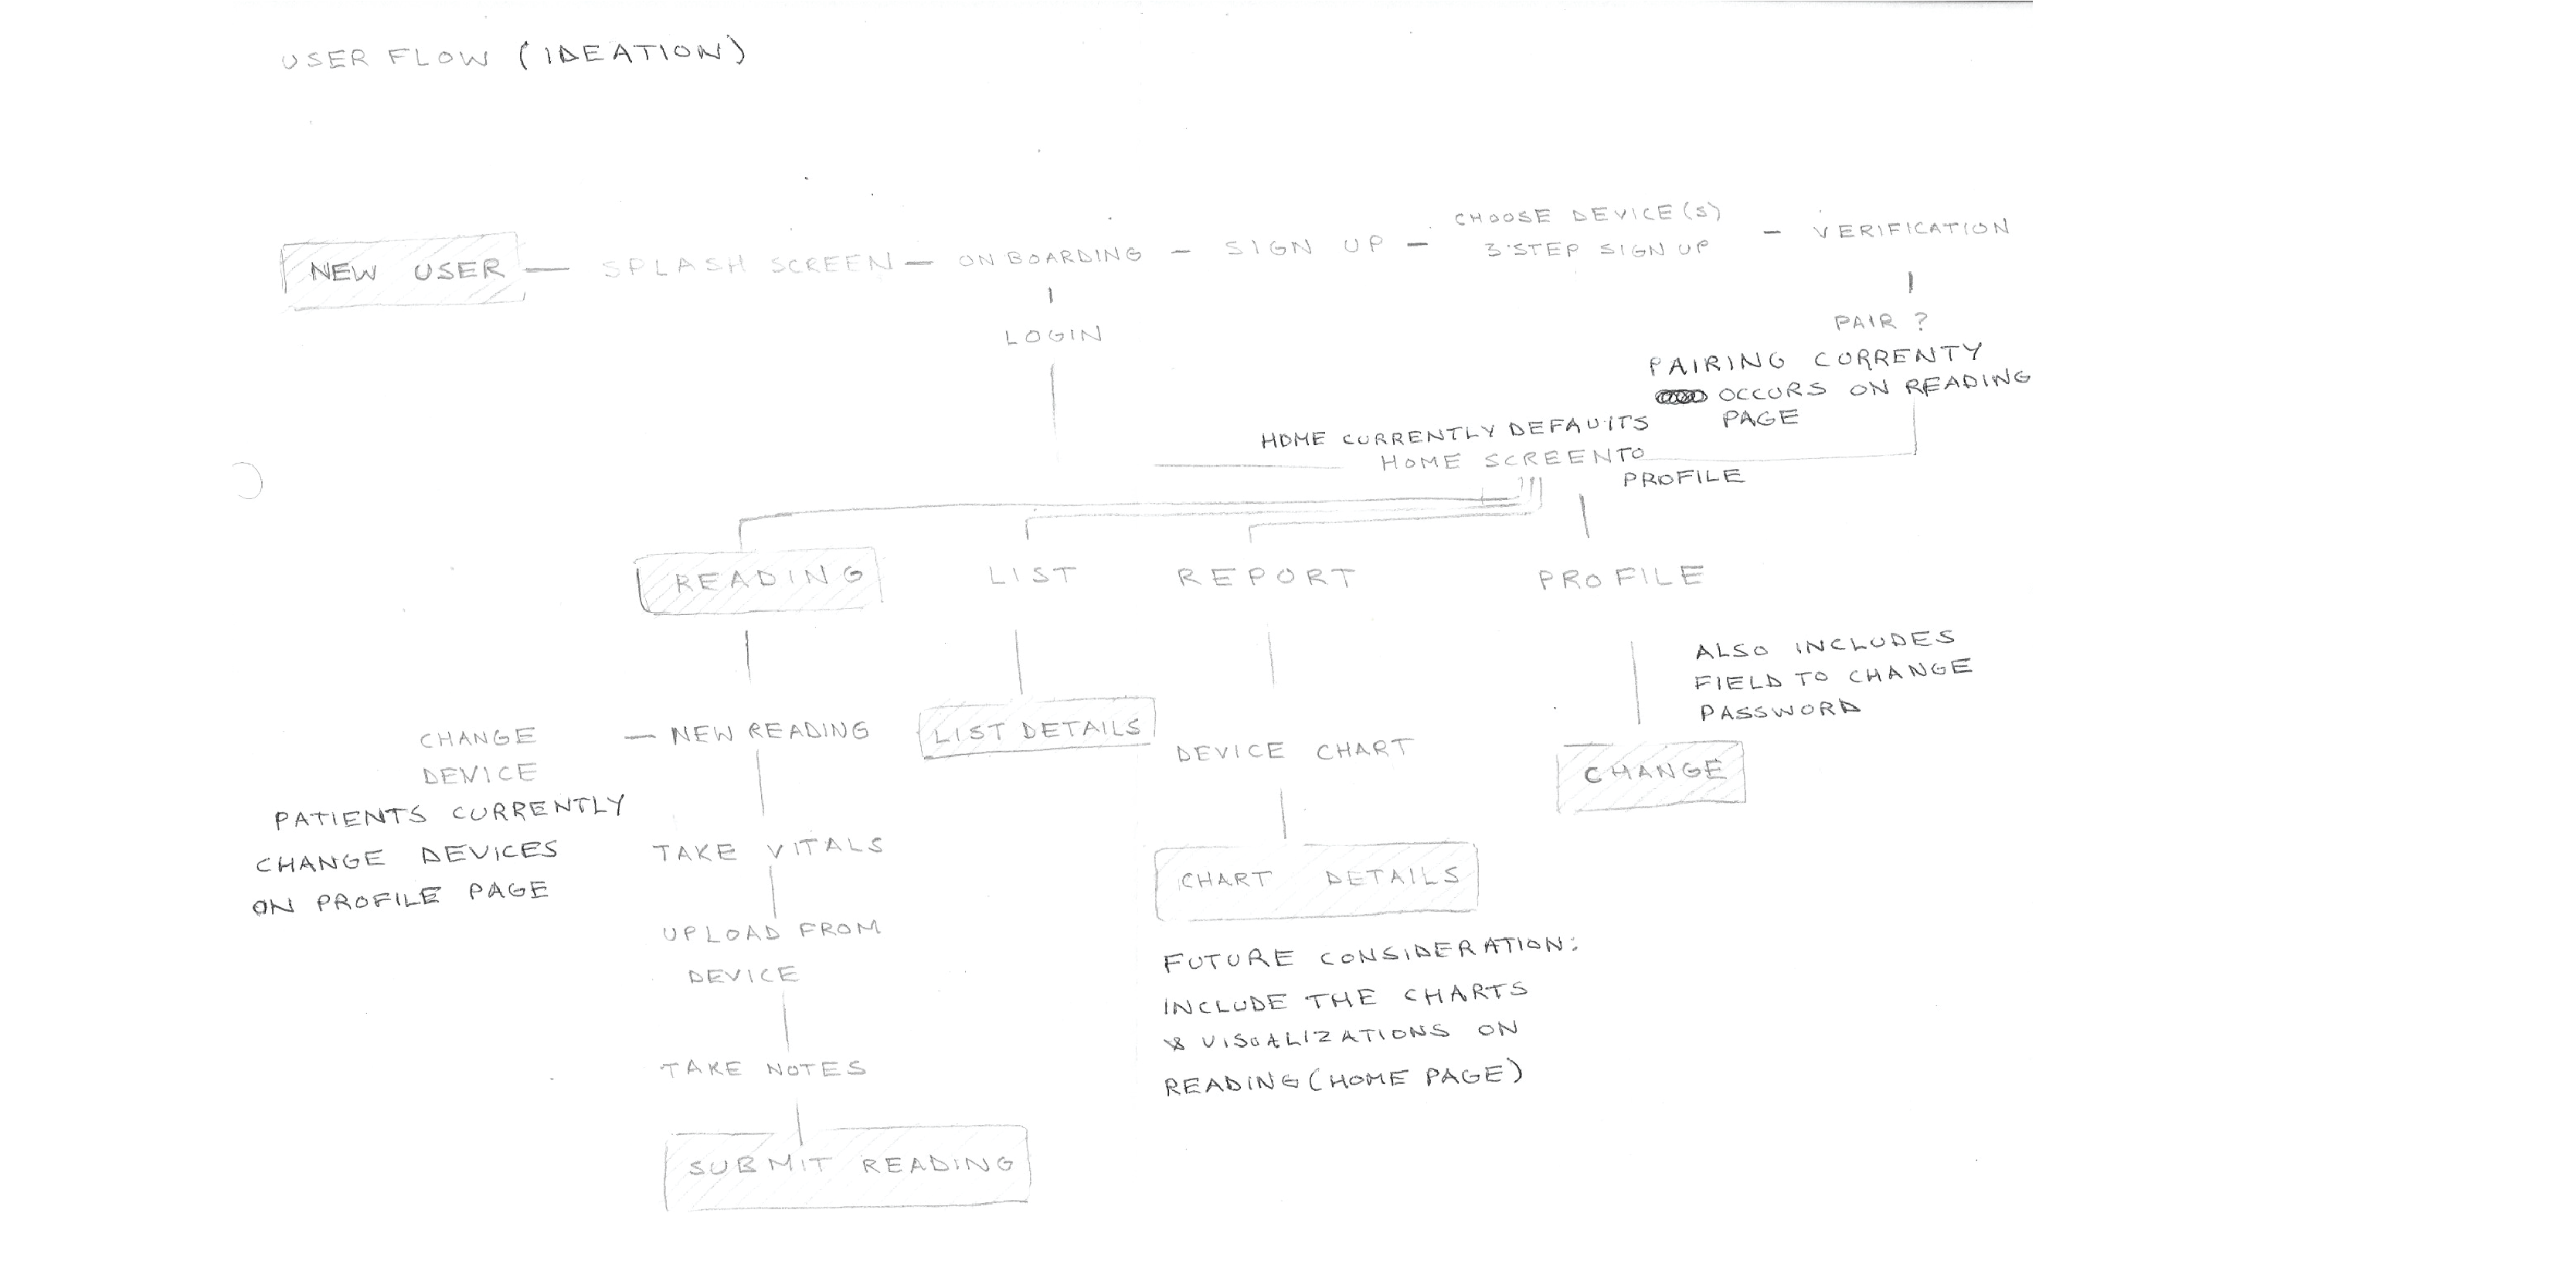 USER FLOW (IDEATION)
NEW USER — SPLASH SCREEN — ONBOARDING — SIGN UP — CHOOSE DEVICE(S) — VERIFICATION
3 STEP SIGN UP
LOGIN
PAIR ?
PAIRING CURRENTY
OCCURS ON READING
PAGE
HOME CURRENTLY DEFAULTS
HOME SCREEN TO
PROFILE
READING
LIST
REPORT
PROFILE
CHANGE
DEVICE
PATIENTS CURRENTLY
CHANGE DEVICES
ON PROFILE PAGE
— NEW READING
TAKE VITALS
UPLOAD FROM
DEVICE
TAKE NOTES
SUBMIT READING
LIST DETAILS
DEVICE CHART
CHART DETAILS
FUTURE CONSIDERATION:
INCLUDE THE CHARTS
& VISUALIZATIONS ON
READING (HOME PAGE)
ALSO INCLUDES
FIELD TO CHANGE
PASSWORD
CHANGE